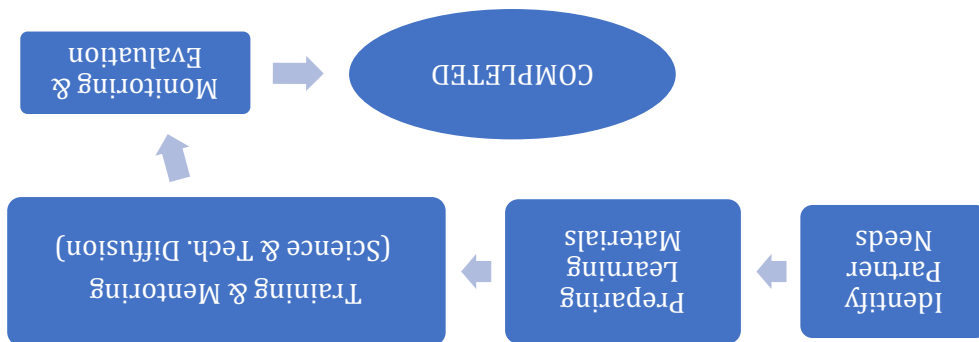 Identify
Partner
Needs
Preparing
Learning
Materials
Training & Mentoring
(Science & Tech. Diffusion)
Monitoring &
Evaluation
COMPLETED